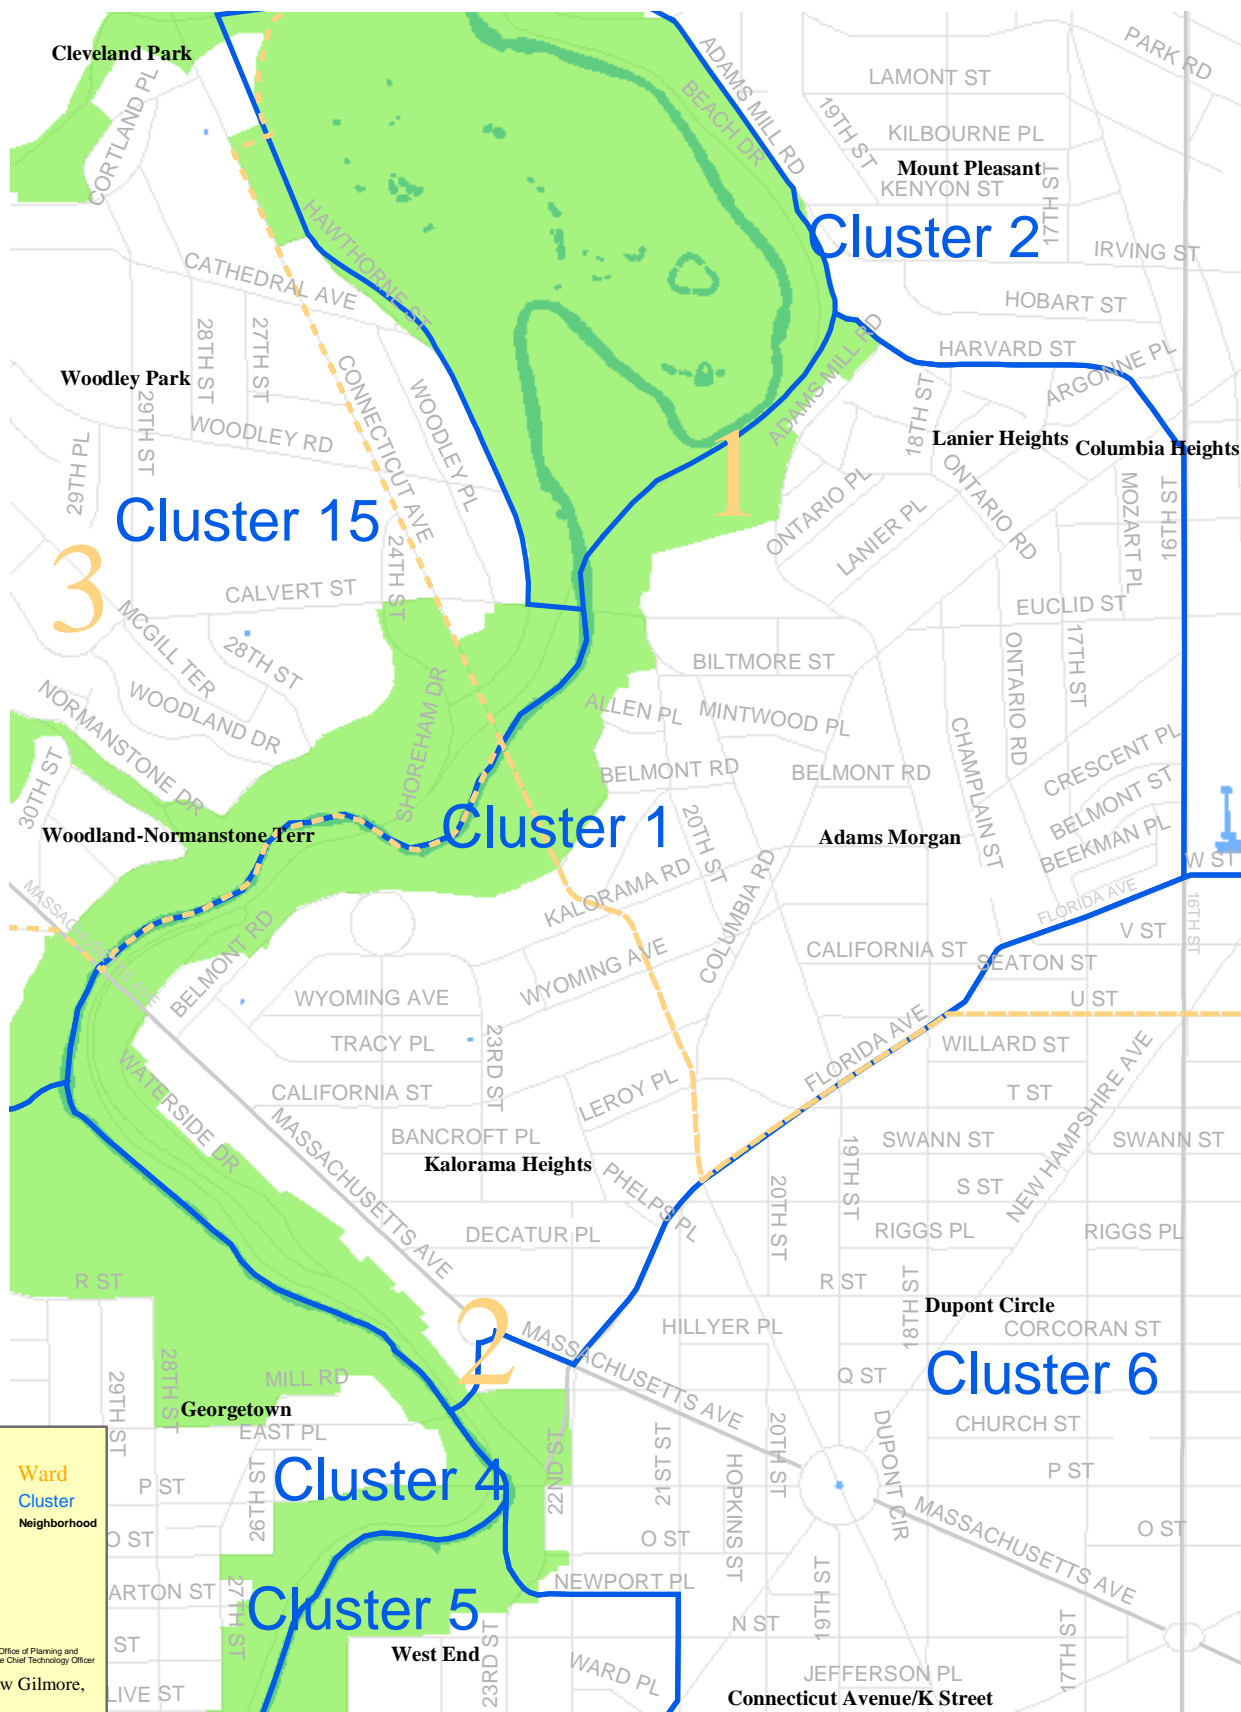 Cleveland Park
CORTLAND PL
ADAMS MILL RD
BEACH DR
PARK RD
LAMONT ST
19TH ST
KILBOURNE PL
Mount Pleasant
KENYON ST
17TH ST
Cluster 2
IRVING ST
HAWTHORNE ST
CATHEDRAL AVE
HOBART ST
28TH ST
27TH ST
CONNECTICUT AVE
ADAMS MILL RD
HARVARD ST
ARGONNE PL
Woodley Park
29TH ST
WOODLEY PL
18TH ST
WOODLEY RD
29TH PL
1
Lanier Heights
Columbia Heights
ONTARIO PL
LANIER PL
ONTARIO RD
MOZART PL
16TH ST
Cluster 15
24TH ST
3
CALVERT ST
EUCLID ST
MCGILL TER
28TH ST
BILTMORE ST
ONTARIO RD
17TH ST
NORMANSTONE DR
WOODLAND DR
SHOREHAM DR
ALLEN PL
MINTWOOD PL
CHAMPLAIN ST
CRESCENT PL
30TH ST
BELMONT RD
BELMONT RD
BELMONT ST
20TH ST
BEEKMAN PL
Woodland-Normanstone Terr
Cluster 1
Adams Morgan
W ST
MASSACHUSETTS AVE
KALORAMA RD
COLUMBIA RD
FLORIDA AVE
16TH ST
V ST
BELMONT RD
WYOMING AVE
CALIFORNIA ST
SEATON ST
WYOMING AVE
U ST
TRACY PL
23RD ST
FLORIDA AVE
WILLARD ST
NEW HAMPSHIRE AVE
WATERSIDE DR
CALIFORNIA ST
LEROY PL
T ST
MASSACHUSETTS AVE
BANCROFT PL
19TH ST
SWANN ST
SWANN ST
Kalorama Heights
PHELPS PL
20TH ST
S ST
DECATUR PL
RIGGS PL
RIGGS PL
R ST
R ST
18TH ST
Dupont Circle
2
MASSACHUSETTS AVE
HILLYER PL
CORCORAN ST
29TH ST
28TH ST
MILL RD
Q ST
Cluster 6
Georgetown
EAST PL
22ND ST
21ST ST
HOPKINS ST
20TH ST
DUPONT CIR
CHURCH ST
Ward
Cluster
Neighborhood
P ST
26TH ST
Cluster 4
P ST
MASSACHUSETTS AVE
O ST
O ST
O ST
ARTON ST
27TH ST
Cluster 5
NEWPORT PL
19TH ST
N ST
17TH ST
ST
West End
23RD ST
WARD PL
JEFFERSON PL
Office of Planning and
e Chief Technology Officer
w Gilmore,
LIVE ST
Connecticut Avenue/K Street